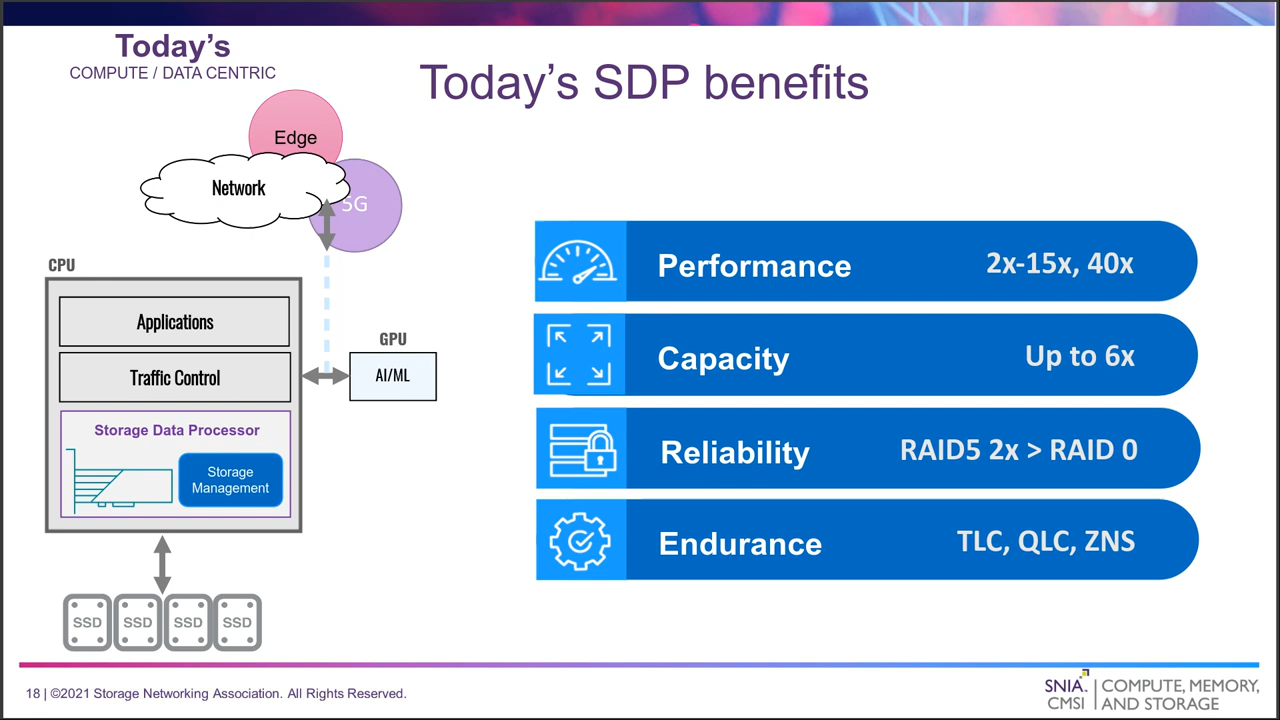 Today's
COMPUTE / DATA CENTRIC
Today's SDP benefits
Edge
Network
5G
CPU
Applications
Traffic Control
GPU
AI/ML
Storage Data Processor
Storage
Management
SSD SSD SSD SSD
Performance 2x-15x, 40x
Capacity Up to 6x
Reliability RAID5 2x > RAID 0
Endurance TLC, QLC, ZNS
18 | ©2021 Storage Networking Association. All Rights Reserved.
SNIA. COMPUTE, MEMORY,
CMSI AND STORAGE